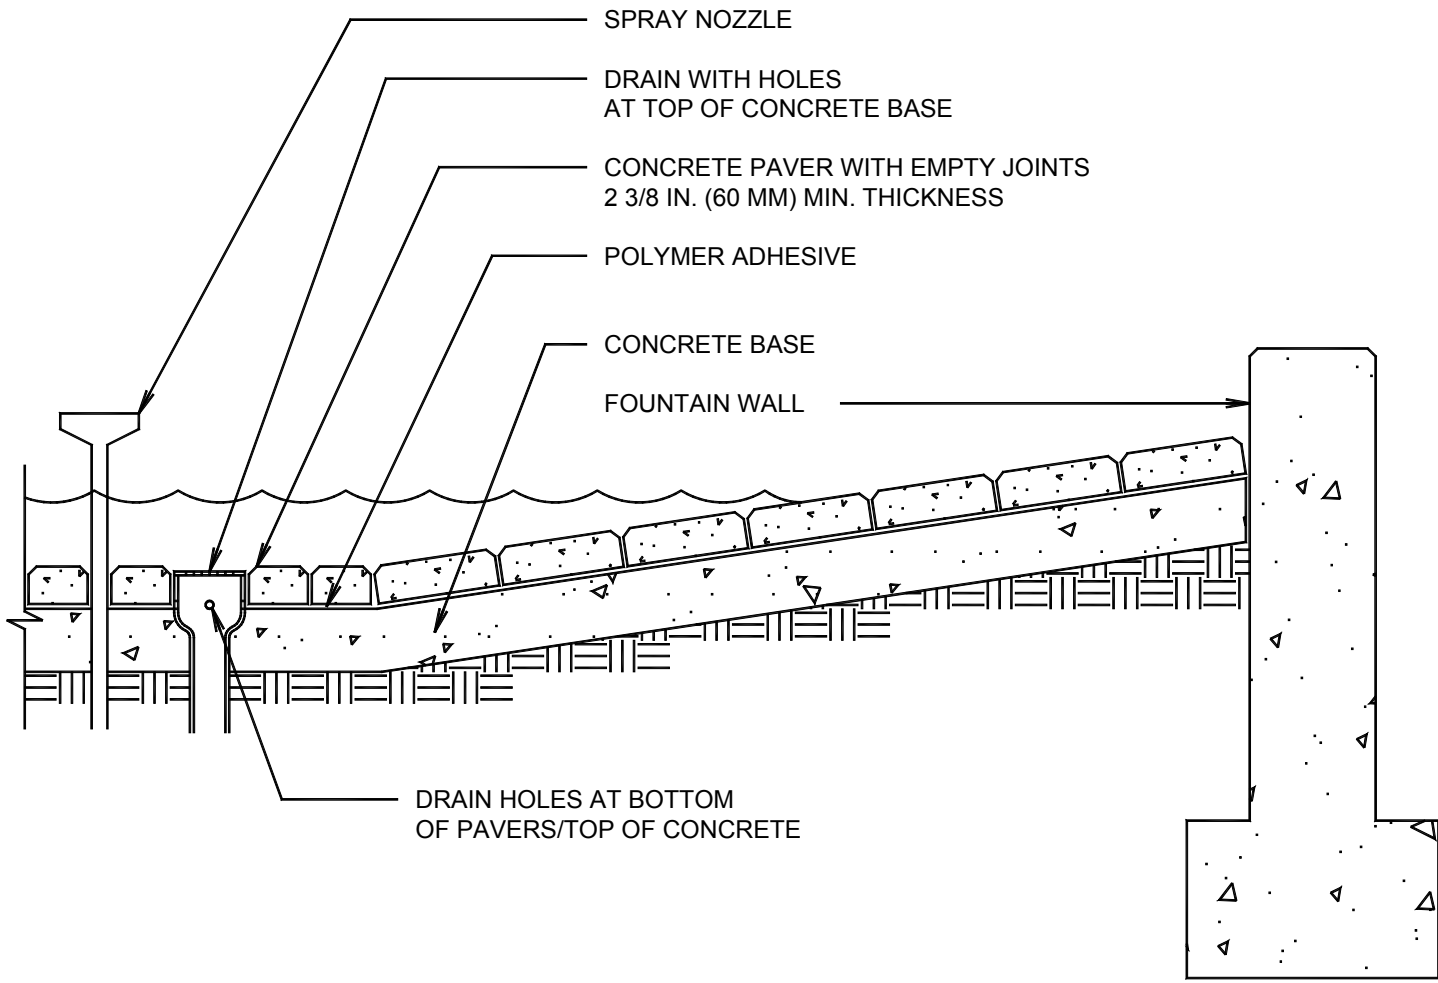 SPRAY NOZZLE
DRAIN WITH HOLES
AT TOP OF CONCRETE BASE
CONCRETE PAVER WITH EMPTY JOINTS
2 3/8 IN. (60 MM) MIN. THICKNESS
POLYMER ADHESIVE
CONCRETE BASE
FOUNTAIN WALL
DRAIN HOLES AT BOTTOM
OF PAVERS/TOP OF CONCRETE